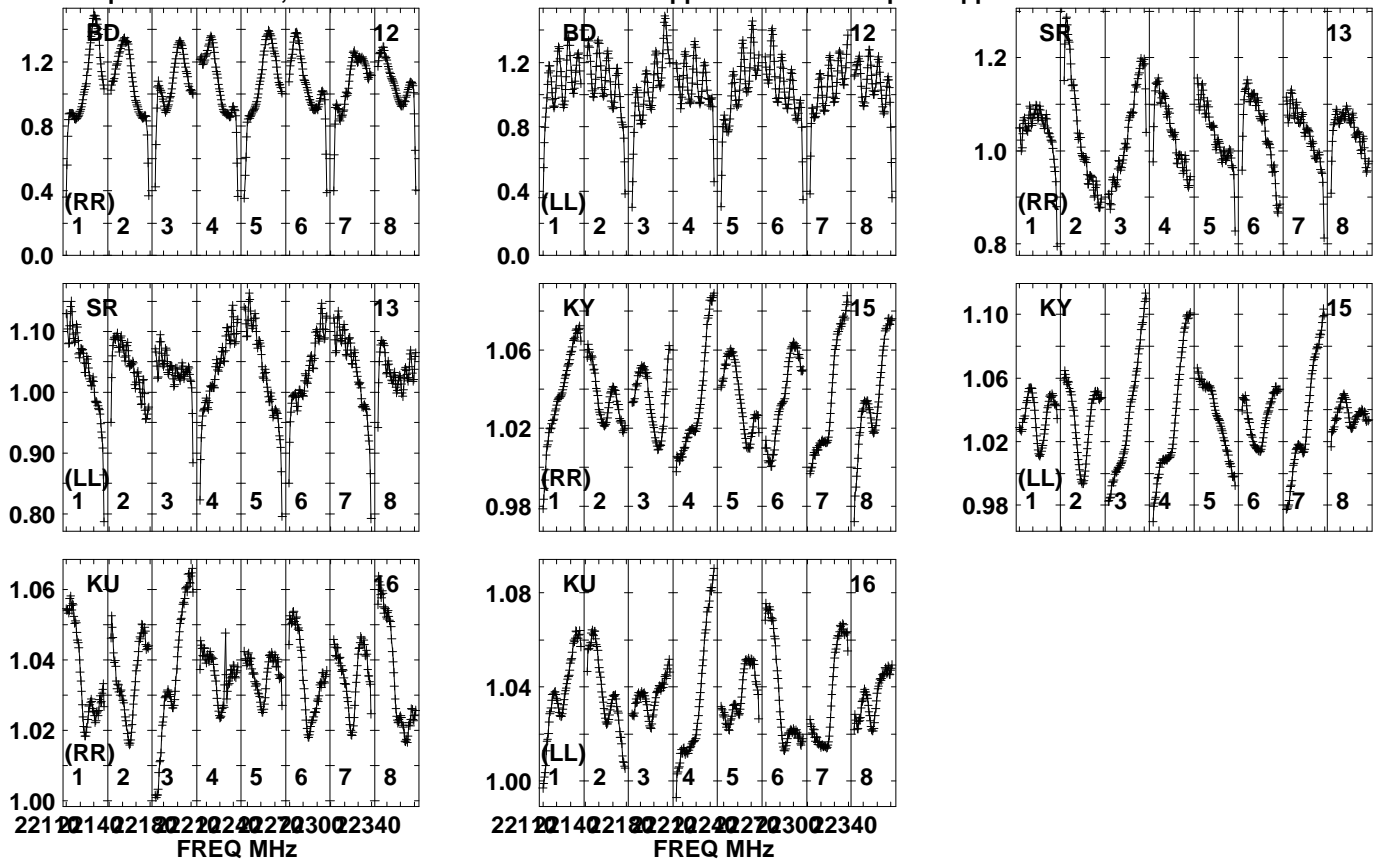 BD 12 BD 12 SR 13
1.2 1.2 1.2
0.8 0.8 1.0
0.4 0.4
(RR) (LL) (RR)
1 2 3 4 5 6 7 8 1 2 3 4 5 6 7 8 1 2 3 4 5 6 7 8
0.0 0.0 0.8
SR 13 KY 15 KY 15
1.10 1.06 1.10
1.00 1.02 1.06
0.90 1.02
(LL) (RR) (LL)
1 2 3 4 5 6 7 8 1 2 3 4 5 6 7 8 1 2 3 4 5 6 7 8
0.80 0.98 0.98
KU 16 KU 16
1.06 1.08
1.04 1.04
1.02
(RR) (LL)
1 2 3 4 5 6 7 8 1 2 3 4 5 6 7 8
1.00 1.00
FREQ MHz FREQ MHz